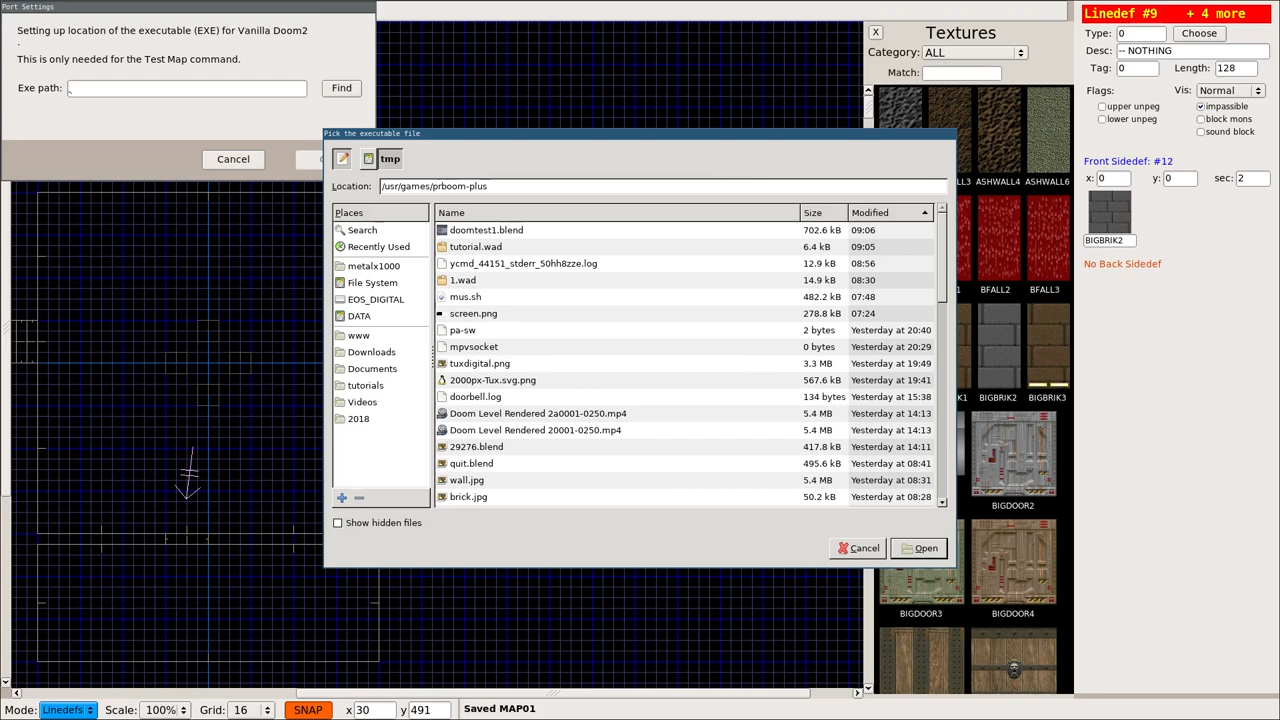 Port Settings
Setting up location of the executable (EXE) for Vanilla Doom2
.
This is only needed for the Test Map command.
Exe path:
Find
Cancel
Pick the executable file
tmp
Location: /usr/games/prboom-plus
Places
Search
Recently Used
metalx1000
File System
EOS_DIGITAL
DATA
www
Downloads
Documents
tutorials
Videos
2018
Name Size Modified
doomtest1.blend 702.6 kB 09:06
tutorial.wad 6.4 kB 09:05
ycmd_44151_stderr_50hh8zze.log 12.9 kB 08:56
1.wad 14.9 kB 08:30
mus.sh 482.2 kB 07:48
screen.png 278.8 kB 07:24
pa-sw 2 bytes Yesterday at 20:40
mpvsocket 0 bytes Yesterday at 20:29
tuxdigital.png 3.3 MB Yesterday at 19:49
2000px-Tux.svg.png 567.6 kB Yesterday at 19:41
doorbell.log 134 bytes Yesterday at 15:38
Doom Level Rendered 2a0001-0250.mp4 5.4 MB Yesterday at 14:13
Doom Level Rendered 20001-0250.mp4 5.4 MB Yesterday at 14:13
29276.blend 417.8 kB Yesterday at 14:11
quit.blend 495.6 kB Yesterday at 08:41
wall.jpg 5.4 MB Yesterday at 08:31
brick.jpg 50.2 kB Yesterday at 08:28
Show hidden files
Cancel Open
X Textures
Category: ALL
Match:
LL3 ASHWALL4 ASHWALL6
1 BFALL2 BFALL3
K1 BIGBRIK2 BIGBRIK3
BIGDOOR2
BIGDOOR3 BIGDOOR4
Linedef #9 + 4 more
Type: 0 Choose
Desc: -- NOTHING
Tag: 0 Length: 128
Flags: Vis: Normal
upper unpeg impassible
lower unpeg block mons
sound block
Front Sidedef: #12
x: 0 y: 0 sec: 2
BIGBRIK2
No Back Sidedef
Mode: Linedefs Scale: 100% Grid: 16 SNAP x 30 y 491 Saved MAP01